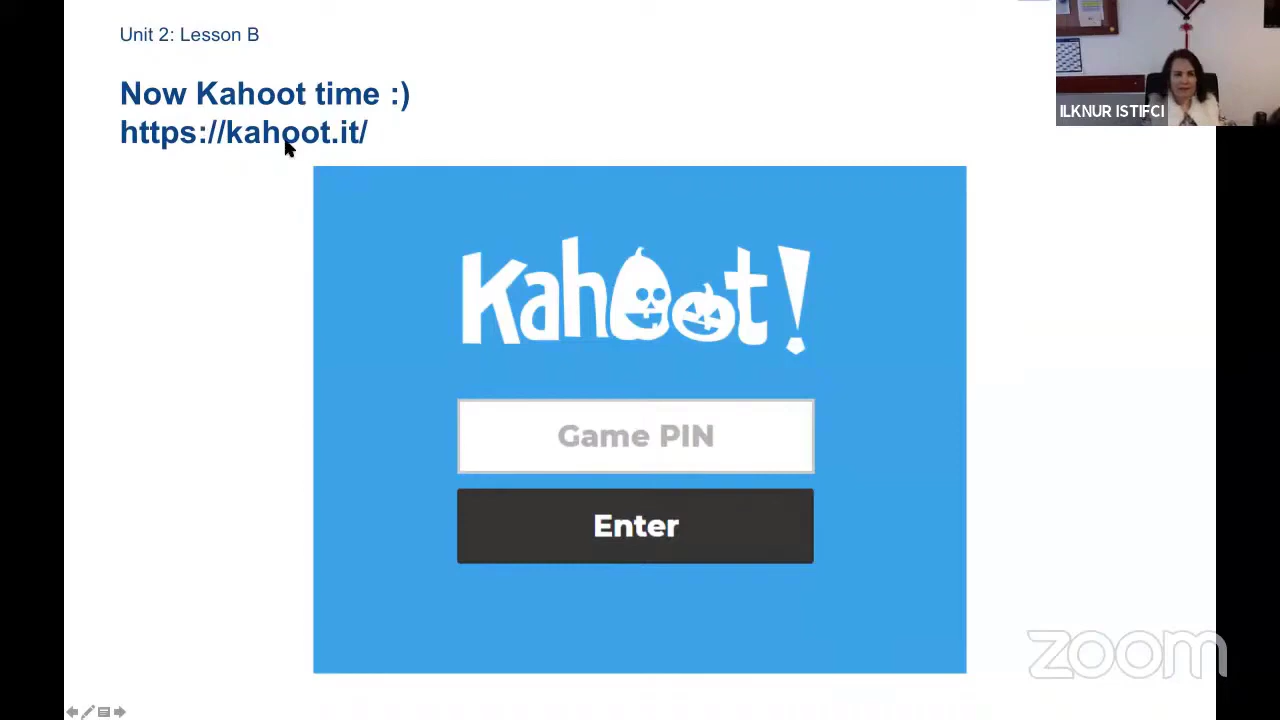 Unit 2: Lesson B
Now Kahoot time :)
https://kahoot.it/
ILKNUR ISTIFCI
Kahoot!
Game PIN
Enter
zoom